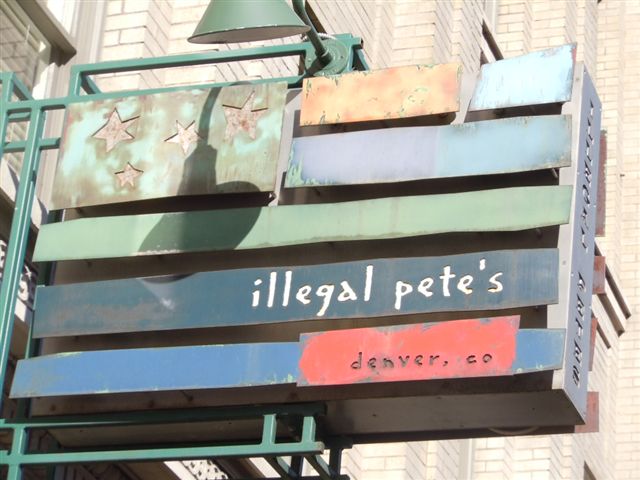 illegal pete's
denver, co